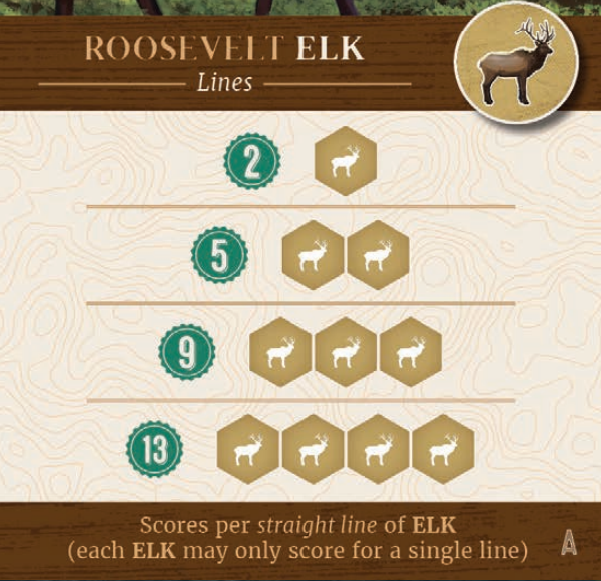 ROOSEVELT ELK
Lines
2
5
9
13
Scores per straight line of ELK
(each ELK may only score for a single line)
A